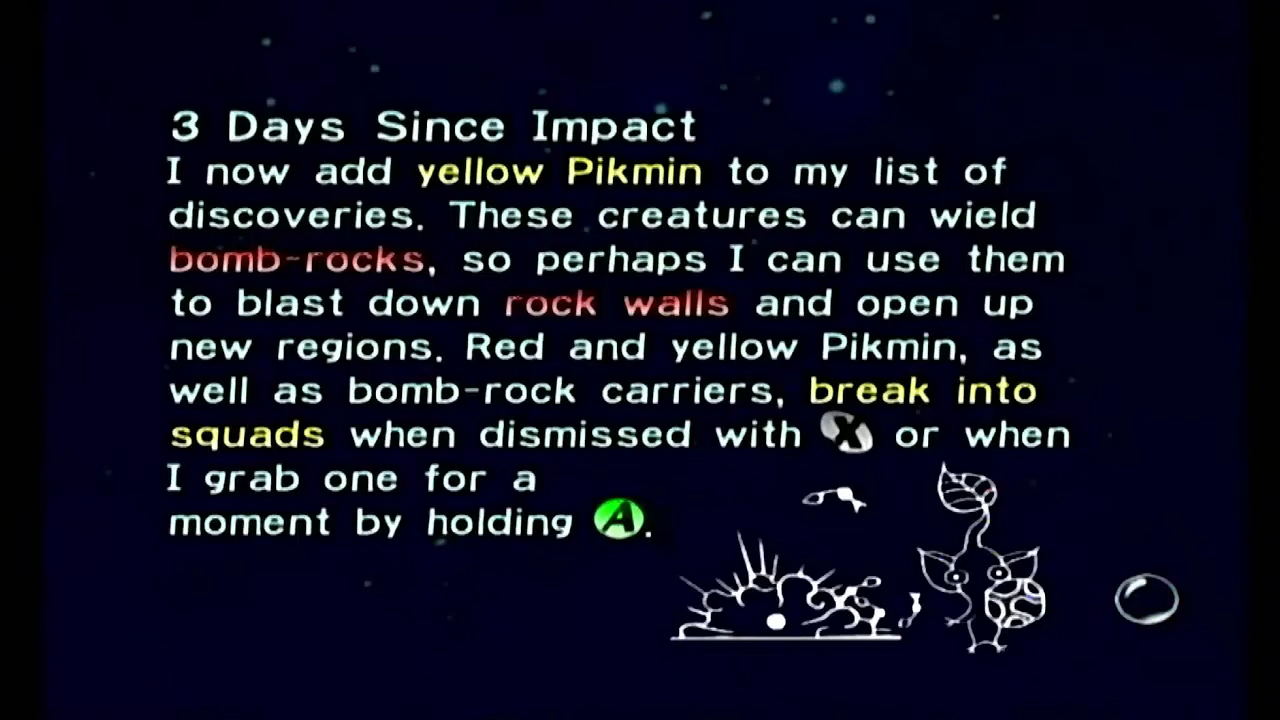 3 Days Since Impact
I now add yellow Pikmin to my list of
discoveries. These creatures can wield
bomb-rocks, so perhaps I can use them
to blast down rock walls and open up
new regions. Red and yellow Pikmin, as
well as bomb-rock carriers, break into
squads when dismissed with X or when
I grab one for a
moment by holding A.